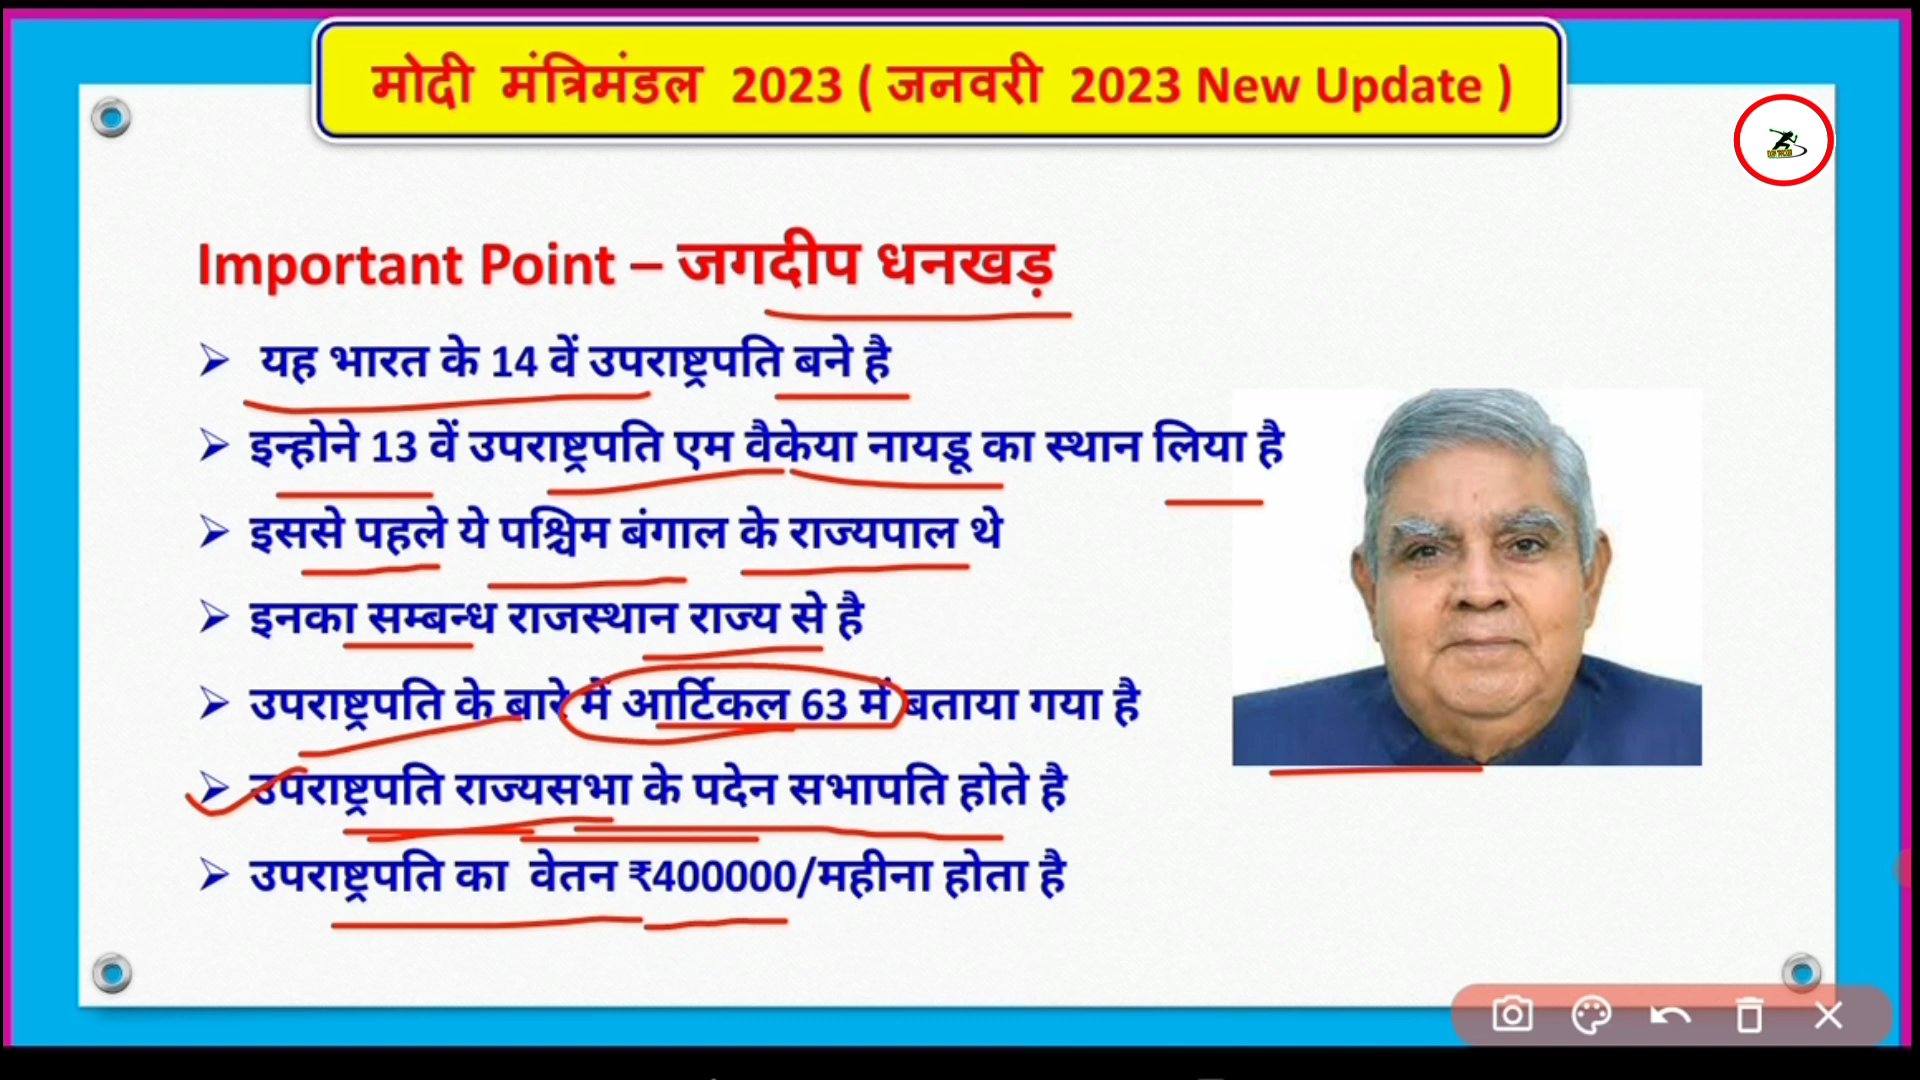 मोदी मंत्रिमंडल 2023 ( जनवरी 2023 New Update )
Important Point – जगदीप धनखड़
➢ यह भारत के 14 वें उपराष्ट्रपति बने है
➢ इन्होने 13 वें उपराष्ट्रपति एम वैकेया नायडू का स्थान लिया है
➢ इससे पहले ये पश्चिम बंगाल के राज्यपाल थे
➢ इनका सम्बन्ध राजस्थान राज्य से है
➢ उपराष्ट्रपति के बारे में आर्टिकल 63 में बताया गया है
➢ उपराष्ट्रपति राज्यसभा के पदेन सभापति होते है
➢ उपराष्ट्रपति का वेतन ₹400000/महीना होता है